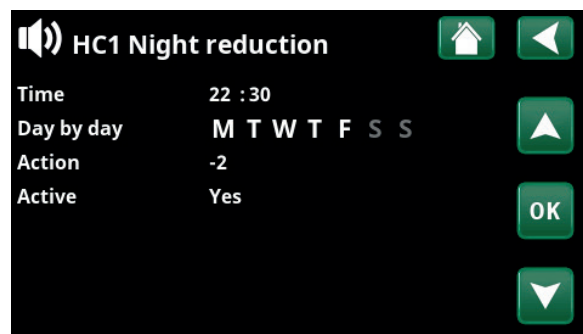 HC1 Night reduction
Time 22 :30
Day by day M T W T F S S
Action -2
Active Yes
OK